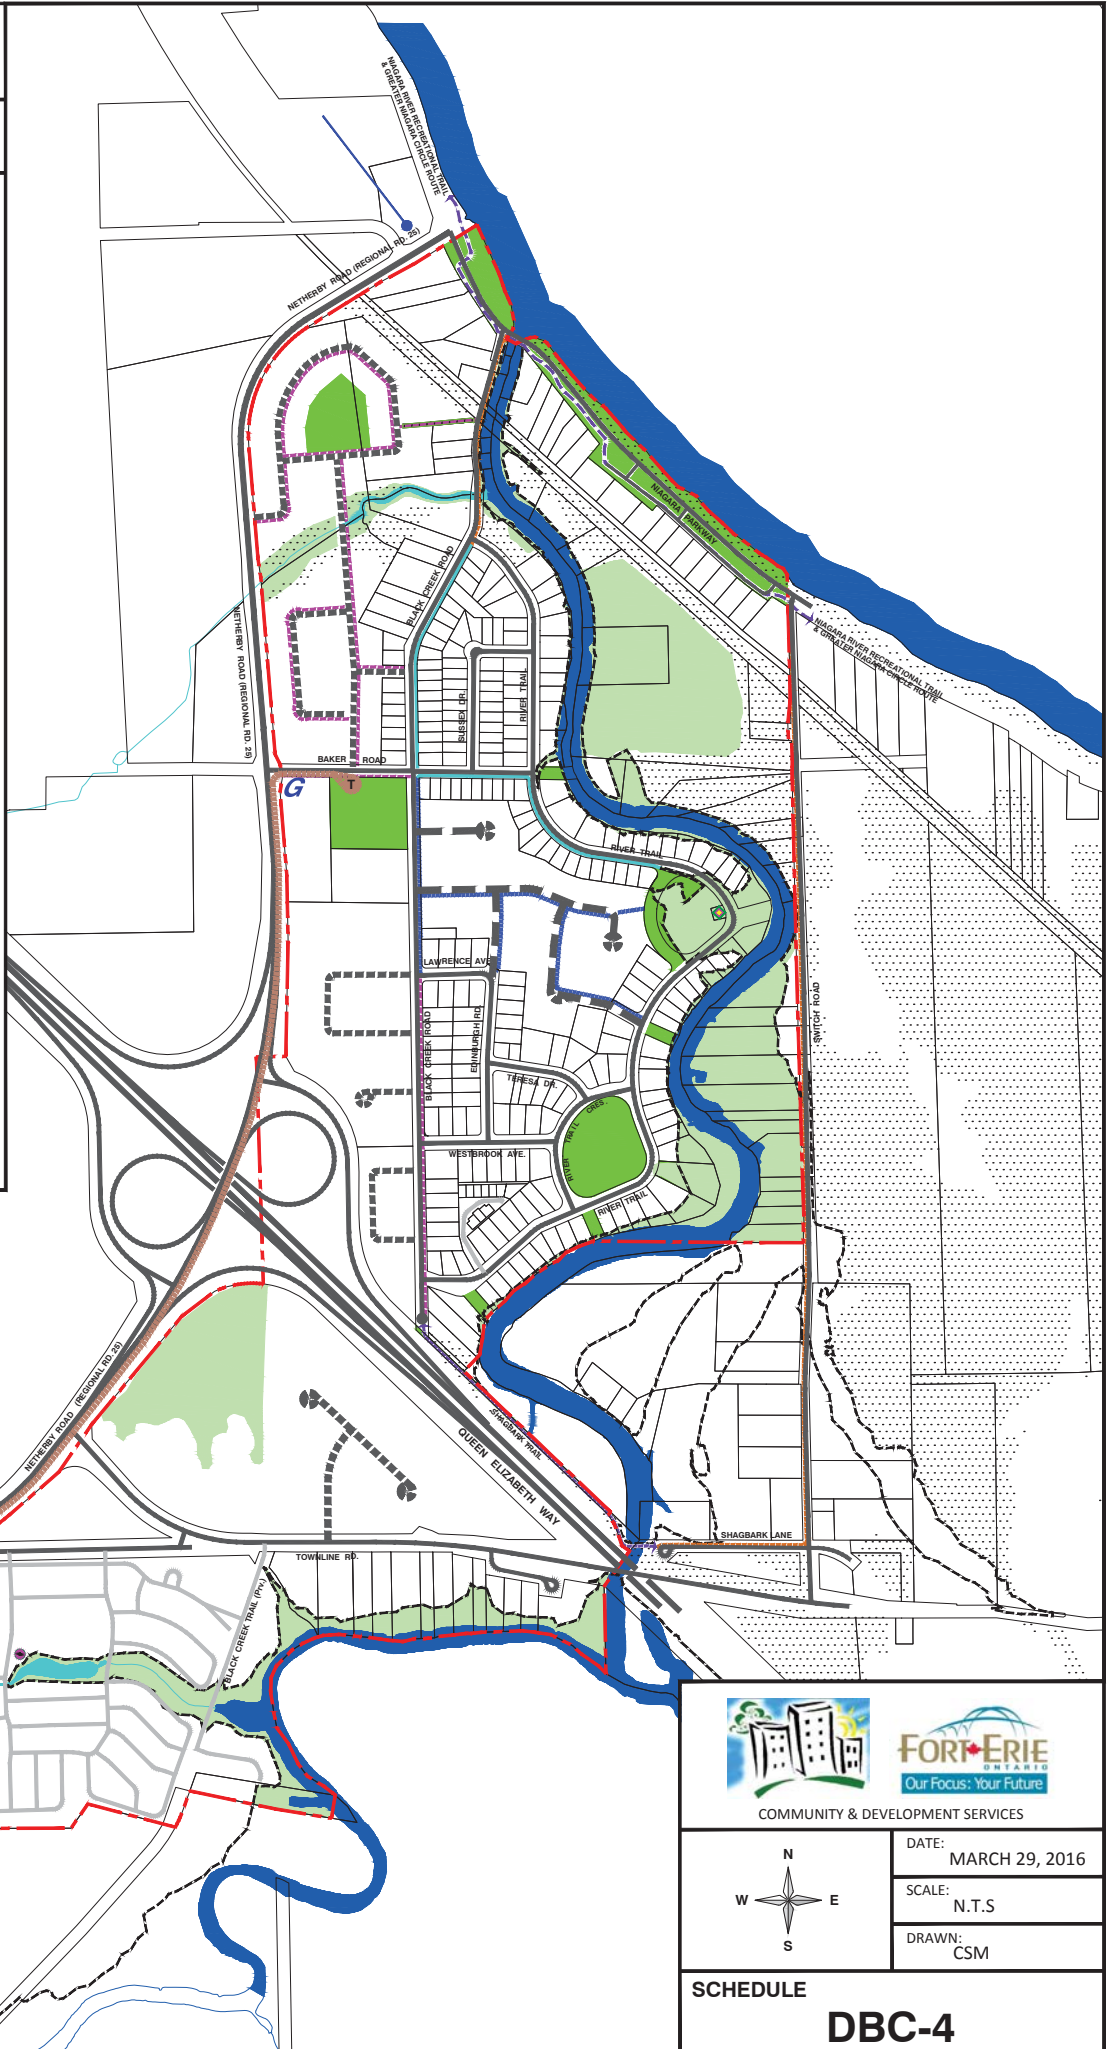 NIAGARA RIVER RECREATIONAL TRAIL
& GREATER NIAGARA CIRCLE ROUTE
NETHERBY ROAD (REGIONAL RD. 25)
NIAGARA PARKWAY
BLACK CREEK ROAD
NIAGARA RIVER RECREATIONAL TRAIL
& GREATER NIAGARA CIRCLE ROUTE
NETHERBY ROAD (REGIONAL RD. 25)
SUSSEX DR.
RIVER TRAIL
BAKER ROAD
G
T
RIVER TRAIL
LAWRENCE AVE
BLACK CREEK ROAD
EDINBURGH RD.
SWITCH ROAD
TERESA DR.
RIVER TRAIL CRES.
WESTBROOK AVE.
RIVER TRAIL
NETHERBY ROAD (REGIONAL RD. 25)
SHAGBARK TRAIL
QUEEN ELIZABETH WAY
SHAGBARK LANE
TOWNLINE RD.
BLACK CREEK TRAIL (Prv.)
FORT ERIE
ONTARIO
Our Focus: Your Future
COMMUNITY & DEVELOPMENT SERVICES
N
W E
S
DATE:
MARCH 29, 2016
SCALE:
N.T.S
DRAWN:
CSM
SCHEDULE
DBC-4